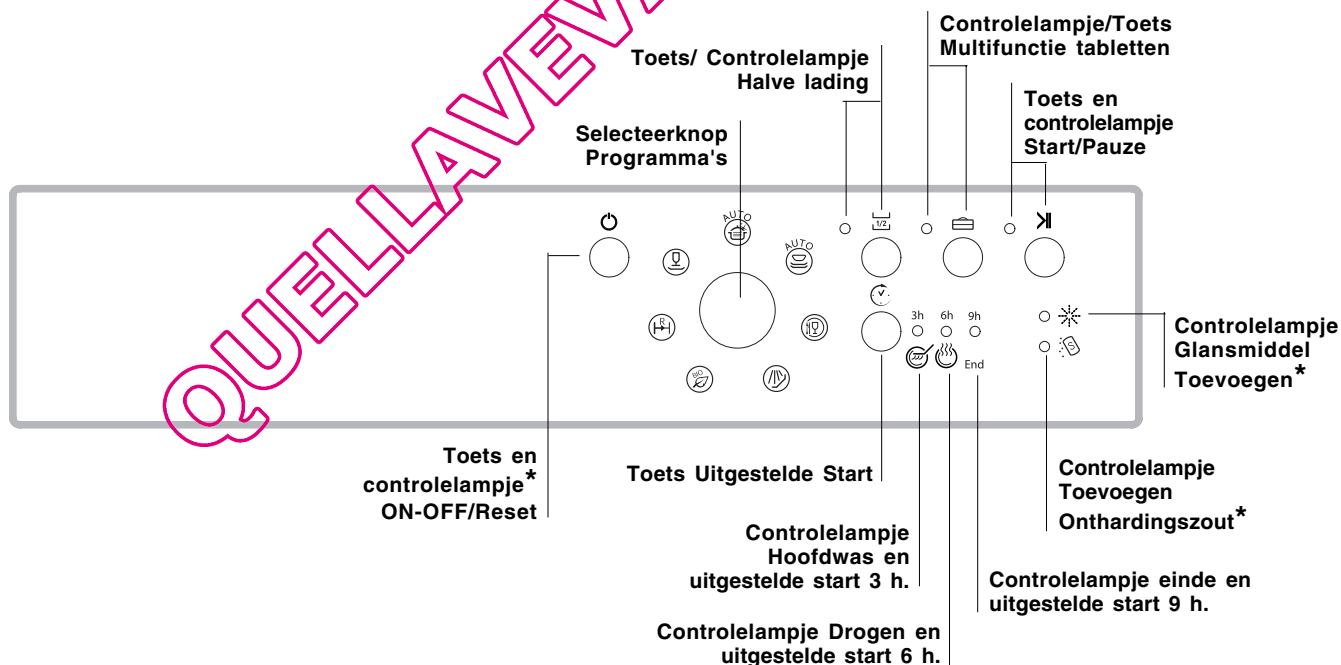 Controlelampje/Toets
Multifunctie tabletten
Toets/ Controlelampje
Halve lading
Toets en
controlelampje
Start/Pauze
Selecteerknop
Programma's
QUELLAVEV
AUTO
AUTO
1/2
R
BIO
3h 6h 9h
End
S
Controlelampje
Glansmiddel
Toevoegen*
Toets en
controlelampje*
ON-OFF/Reset
Toets Uitgestelde Start
Controlelampje
Toevoegen
Onthardingszout*
Controlelampje
Hoofdwas en
uitgestelde start 3 h.
Controlelampje einde en
uitgestelde start 9 h.
Controlelampje Drogen en
uitgestelde start 6 h.